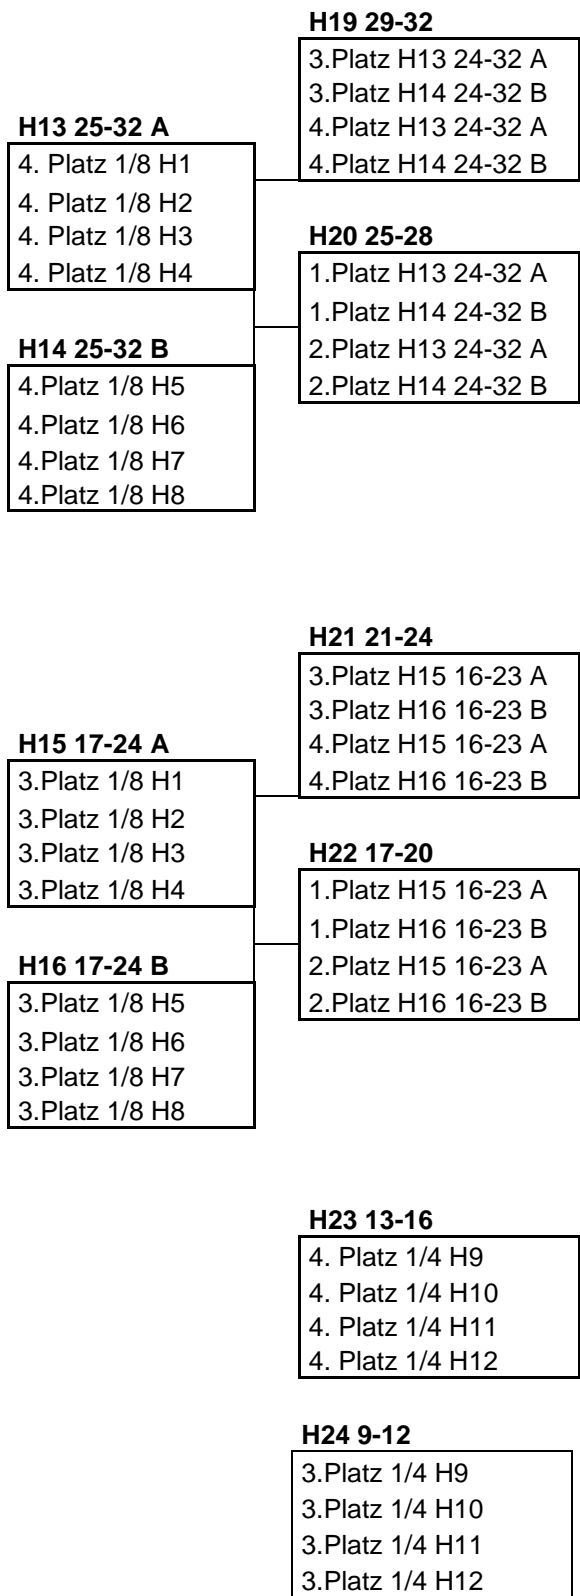 H19 29-32
3.Platz H13 24-32 A
3.Platz H14 24-32 B
4.Platz H13 24-32 A
4.Platz H14 24-32 B
H13 25-32 A
4. Platz 1/8 H1
4. Platz 1/8 H2
4. Platz 1/8 H3
4. Platz 1/8 H4
H20 25-28
1.Platz H13 24-32 A
1.Platz H14 24-32 B
2.Platz H13 24-32 A
2.Platz H14 24-32 B
H14 25-32 B
4.Platz 1/8 H5
4.Platz 1/8 H6
4.Platz 1/8 H7
4.Platz 1/8 H8
H21 21-24
3.Platz H15 16-23 A
3.Platz H16 16-23 B
4.Platz H15 16-23 A
4.Platz H16 16-23 B
H15 17-24 A
3.Platz 1/8 H1
3.Platz 1/8 H2
3.Platz 1/8 H3
3.Platz 1/8 H4
H22 17-20
1.Platz H15 16-23 A
1.Platz H16 16-23 B
2.Platz H15 16-23 A
2.Platz H16 16-23 B
H16 17-24 B
3.Platz 1/8 H5
3.Platz 1/8 H6
3.Platz 1/8 H7
3.Platz 1/8 H8
H23 13-16
4. Platz 1/4 H9
4. Platz 1/4 H10
4. Platz 1/4 H11
4. Platz 1/4 H12
H24 9-12
3.Platz 1/4 H9
3.Platz 1/4 H10
3.Platz 1/4 H11
3.Platz 1/4 H12